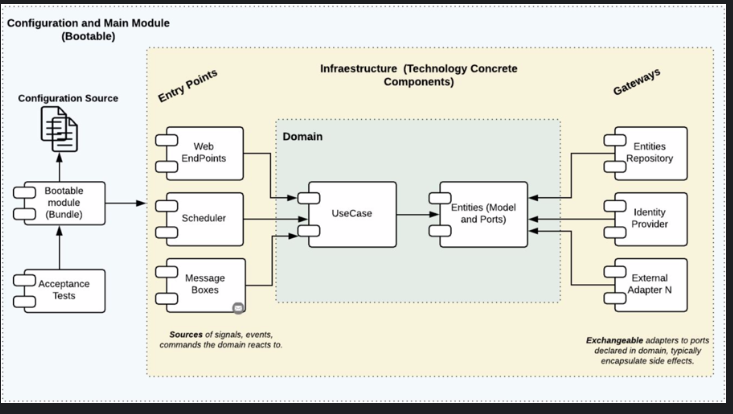 Configuration and Main Module
(Bootable)
Infraestructure (Technology Concrete
Components)
Entry Points
Gateways
Configuration Source
Domain
Web
EndPoints
Entities
Repository
Bootable
module
(Bundle)
Scheduler
UseCase
Entities (Model
and Ports)
Identity
Provider
Acceptance
Tests
Message
Boxes
External
Adapter N
Sources of signals, events,
commands the domain reacts to.
Exchangeable adapters to ports
declared in domain, typically
encapsulate side effects.